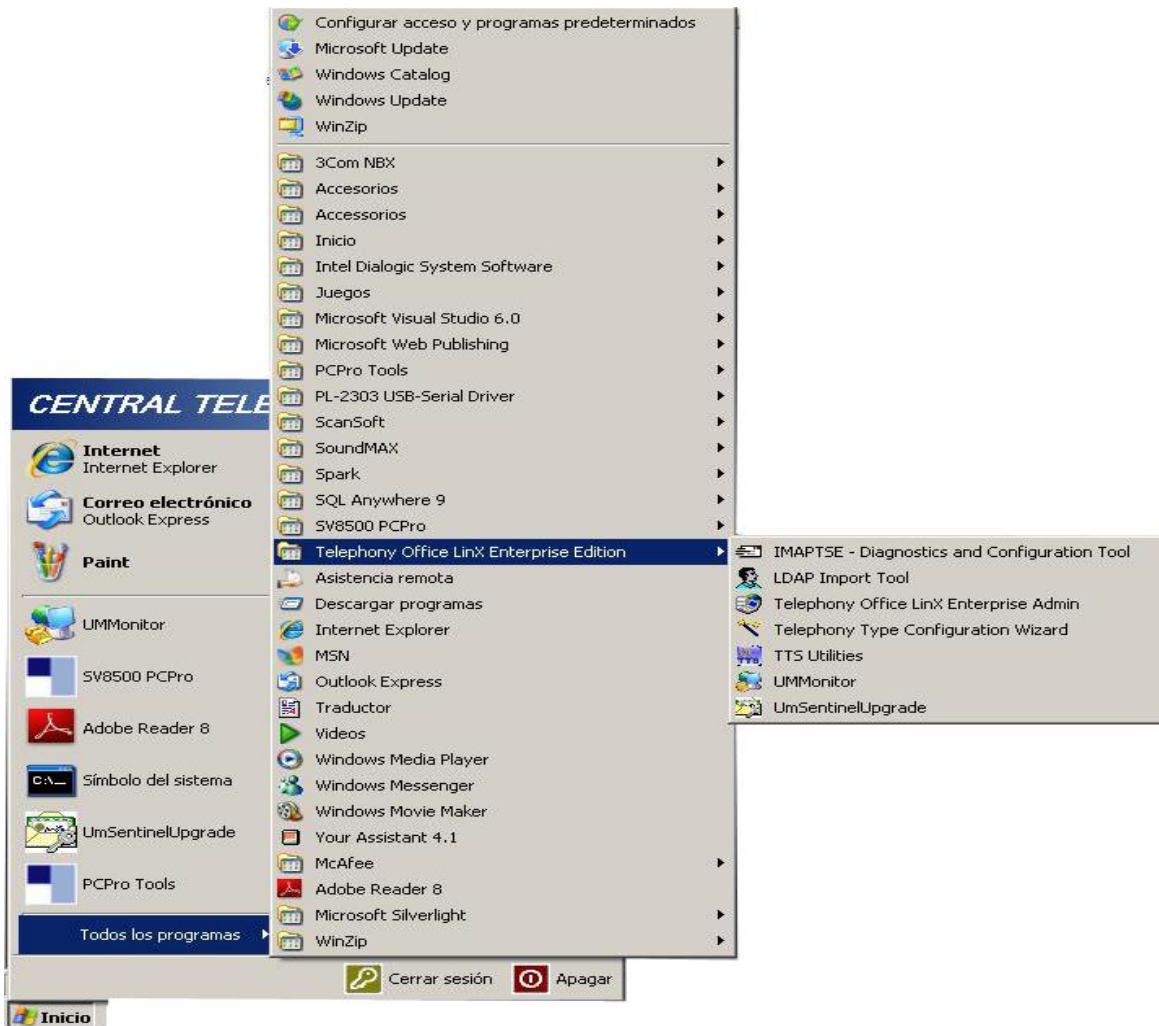 Configurar acceso y programas predeterminados
Microsoft Update
Windows Catalog
Windows Update
WinZip
3Com NBX
Accesorios
Accessorios
Inicio
Intel Dialogic System Software
Juegos
Microsoft Visual Studio 6.0
Microsoft Web Publishing
PCPro Tools
PL-2303 USB-Serial Driver
ScanSoft
SoundMAX
Spark
SQL Anywhere 9
SV8500 PCPro
Telephony Office LinX Enterprise Edition
Asistencia remota
Descargar programas
Internet Explorer
MSN
Outlook Express
Traductor
Videos
Windows Media Player
Windows Messenger
Windows Movie Maker
Your Assistant 4.1
McAfee
Adobe Reader 8
Microsoft Silverlight
WinZip
IMAPTSE - Diagnostics and Configuration Tool
LDAP Import Tool
Telephony Office LinX Enterprise Admin
Telephony Type Configuration Wizard
TTS Utilities
UMMonitor
UmSentinelUpgrade
CENTRAL TELE
Internet
Internet Explorer
Correo electrónico
Outlook Express
Paint
UMMonitor
SV8500 PCPro
Adobe Reader 8
Símbolo del sistema
UmSentinelUpgrade
PCPro Tools
Todos los programas
Cerrar sesión
Apagar
Inicio